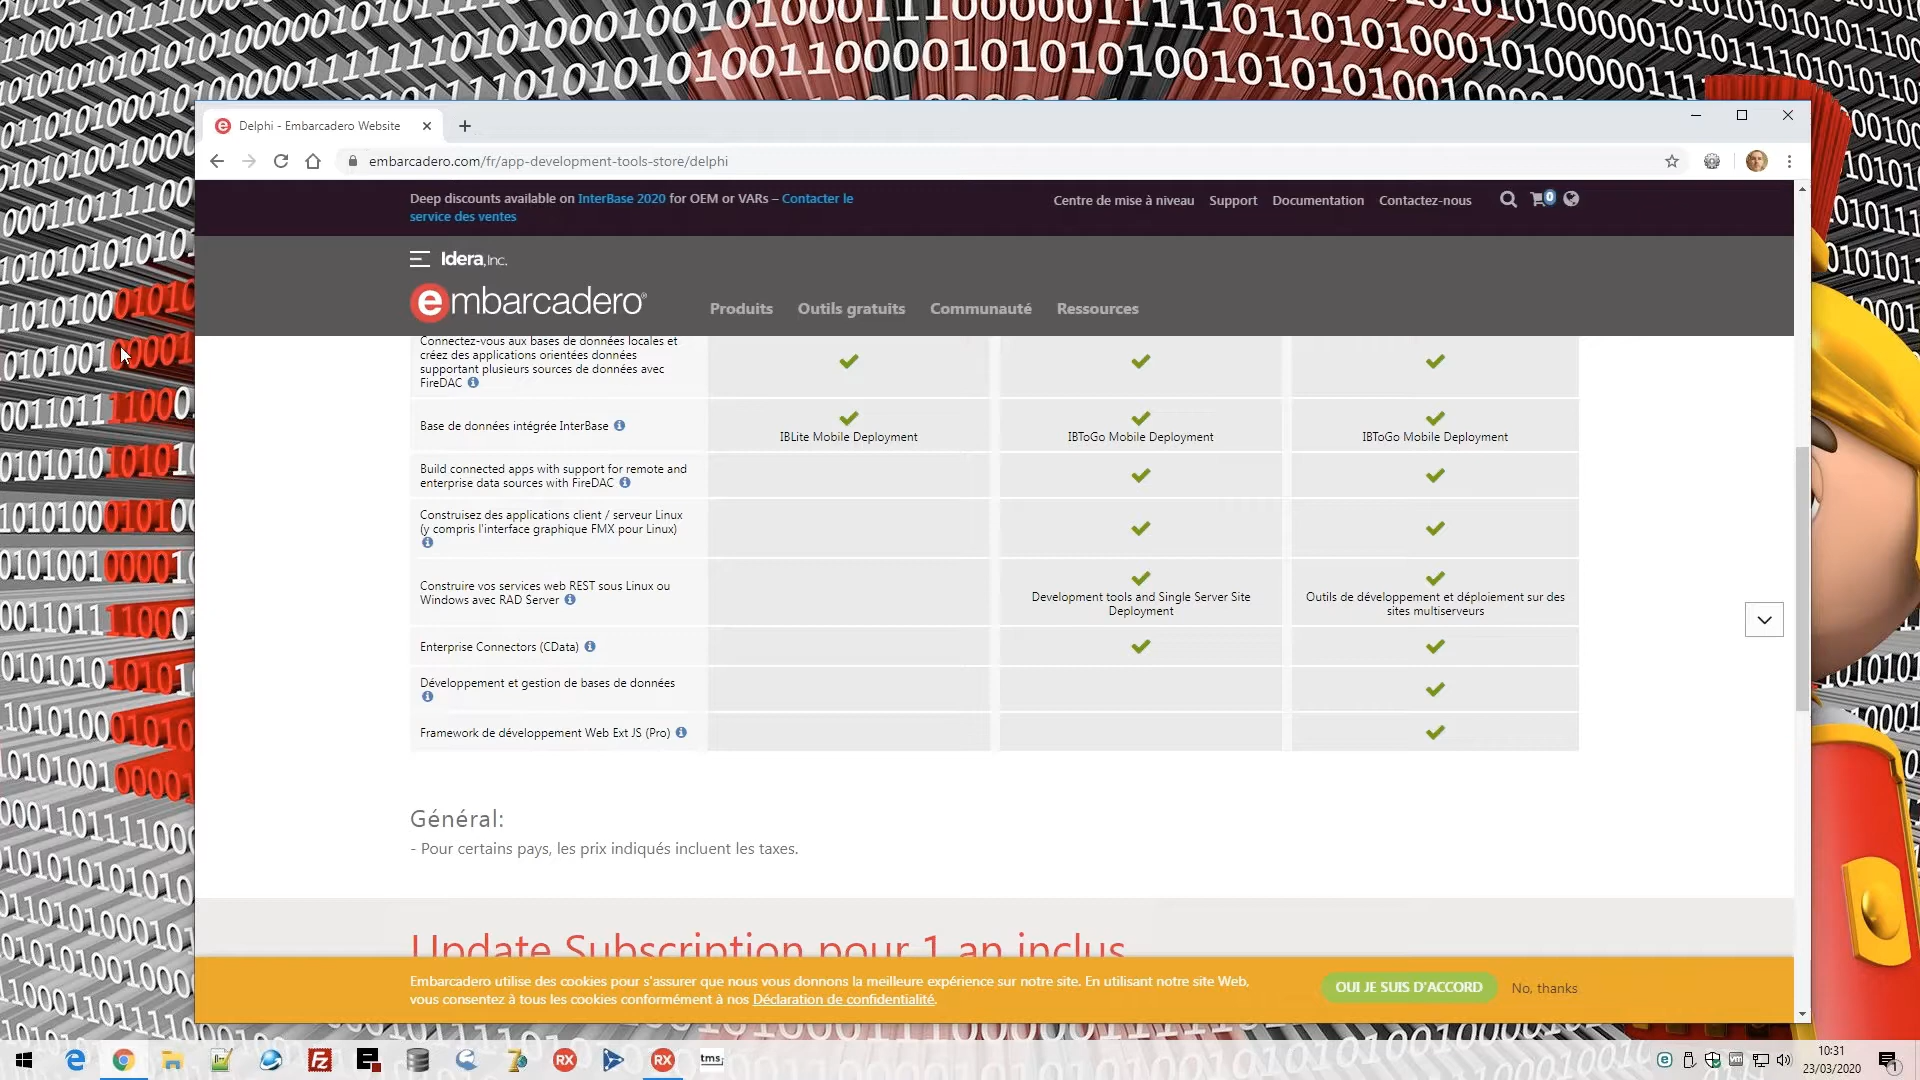 Delphi - Embarcadero Website
embarcadero.com/fr/app-development-tools-store/delphi
Deep discounts available on InterBase 2020 for OEM or VARs – Contacter le
service des ventes
Centre de mise à niveau Support Documentation Contactez-nous
0
Idera, Inc.
embarcadero®
Produits Outils gratuits Communauté Ressources
Connectez-vous aux bases de données locales et
créez des applications orientées données
supportant plusieurs sources de données avec
FireDAC
Base de données intégrée InterBase
IBLite Mobile Deployment
IBToGo Mobile Deployment
IBToGo Mobile Deployment
Build connected apps with support for remote and
enterprise data sources with FireDAC
Construisez des applications client / serveur Linux
(y compris l'interface graphique FMX pour Linux)
Construire vos services web REST sous Linux ou
Windows avec RAD Server
Development tools and Single Server Site
Deployment
Outils de développement et déploiement sur des
sites multiserveurs
Enterprise Connectors (CData)
Développement et gestion de bases de données
Framework de développement Web Ext JS (Pro)
Général:
- Pour certains pays, les prix indiqués incluent les taxes.
Update Subscription pour 1 an inclus
Embarcadero utilise des cookies pour s'assurer que nous vous donnons la meilleure expérience sur notre site. En utilisant notre site Web,
vous consentez à tous les cookies conformément à nos Déclaration de confidentialité.
OUI JE SUIS D'ACCORD
No, thanks
RX
RX
tms
10:31
23/03/2020